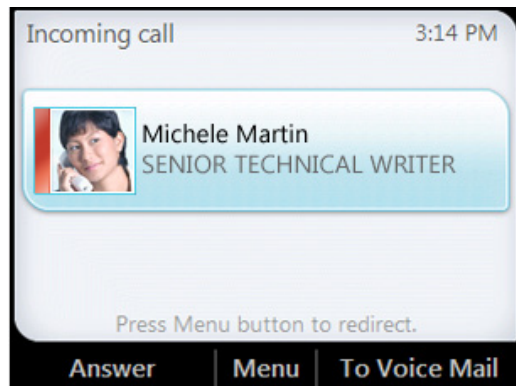 Incoming call 3:14 PM
Michele Martin
SENIOR TECHNICAL WRITER
Press Menu button to redirect.
Answer Menu To Voice Mail